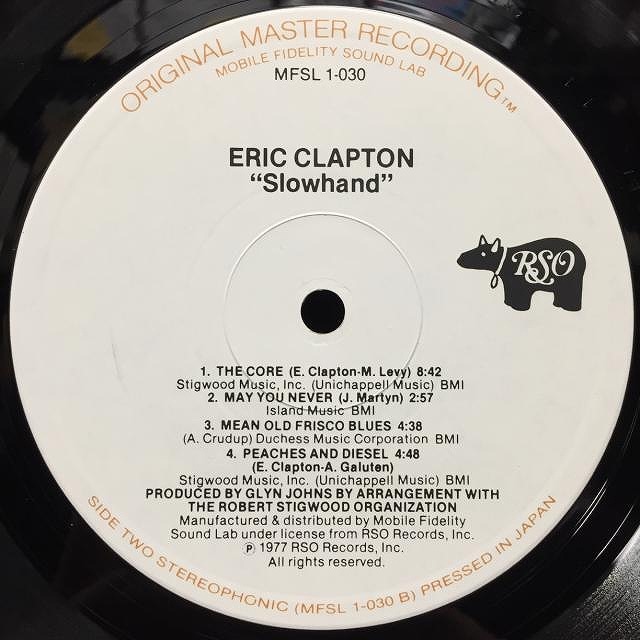 ORIGINAL MASTER RECORDING™
MOBILE FIDELITY SOUND LAB
MFSL 1-030
ERIC CLAPTON
“Slowhand”
RSO
1. THE CORE (E. Clapton-M. Levy) 8:42
Stigwood Music, Inc. (Unichappell Music) BMI
2. MAY YOU NEVER (J. Martyn) 2:57
Island Music BMI
3. MEAN OLD FRISCO BLUES 4:38
(A. Crudup) Duchess Music Corporation BMI
4. PEACHES AND DIESEL 4:48
(E. Clapton-A. Galuten)
Stigwood Music, Inc. (Unichappell Music) BMI
PRODUCED BY GLYN JOHNS BY ARRANGEMENT WITH
THE ROBERT STIGWOOD ORGANIZATION
Manufactured & distributed by Mobile Fidelity
Sound Lab under license from RSO Records, Inc.
℗ 1977 RSO Records, Inc.
All rights reserved.
SIDE TWO STEREOPHONIC (MFSL 1-030 B) PRESSED IN JAPAN